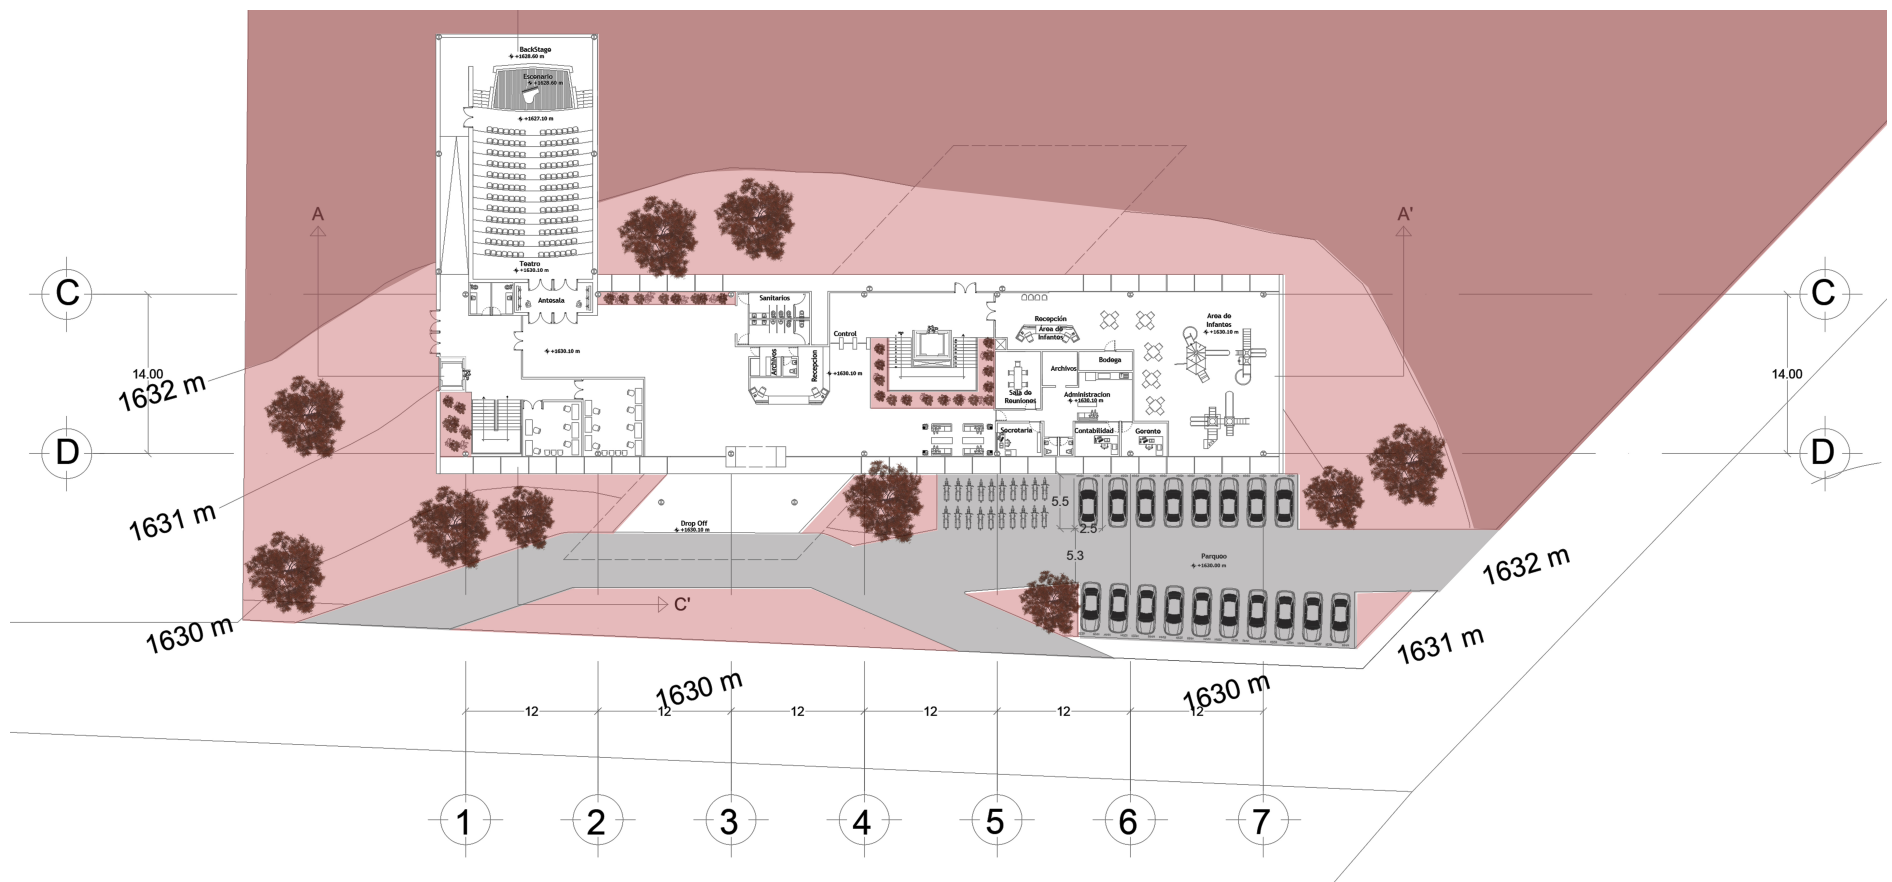 BackStage
+1628.60 m
Escenario
+1628.60 m
+1627.10 m
A
A'
Teatro
+1630.10 m
C
C
Antesala
Sanitarios
Recepción
Area de
Infantes
Area de
Infantes
+1630.10 m
Control
+1630.10 m
14.00
14.00
1632 m
Archivos
Recepcion
+1630.10 m
Bodega
Archivos
Sala de
Reuniones
Administracion
+1630.10 m
Secretaria
Contabilidad
Gerente
D
D
1631 m
5.5
2.5
5.3
Drop Off
+1630.10 m
Parqueo
+1630.00 m
1632 m
C'
1630 m
1631 m
1630 m
1630 m
12
12
12
12
12
12
1
2
3
4
5
6
7